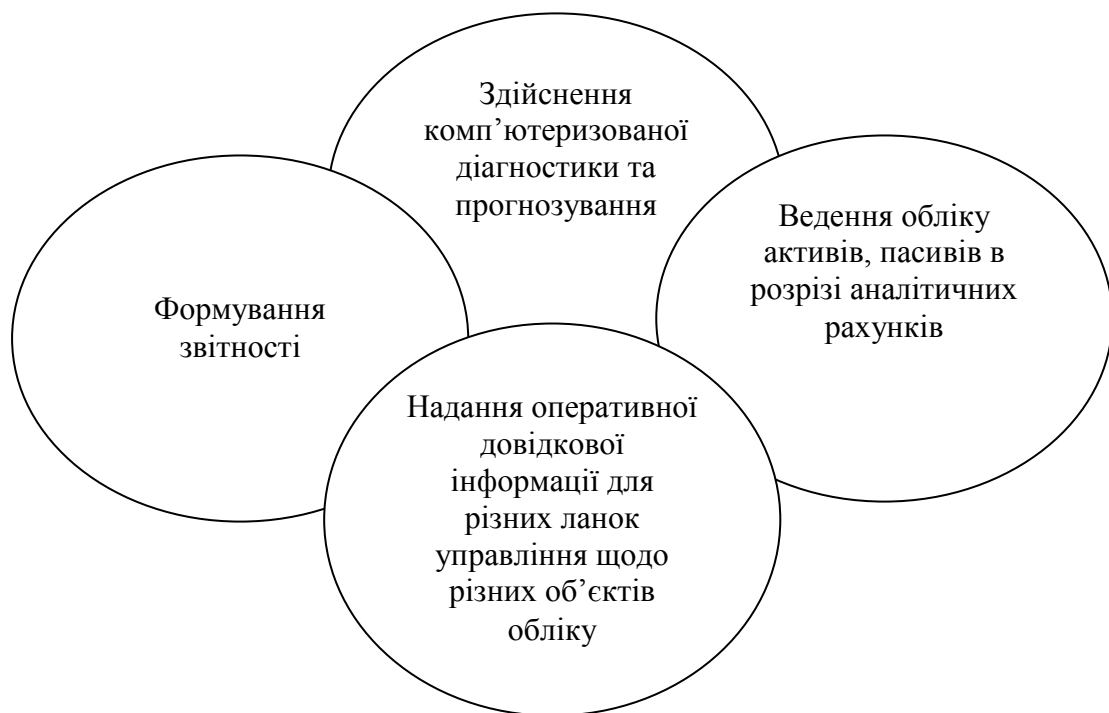 Здійснення
комп’ютеризованої
діагностики та
прогнозування
Ведення обліку
активів, пасивів в
розрізі аналітичних
рахунків
Формування
звітності
Надання оперативної
довідкової
інформації для
різних ланок
управління щодо
різних об’єктів
обліку